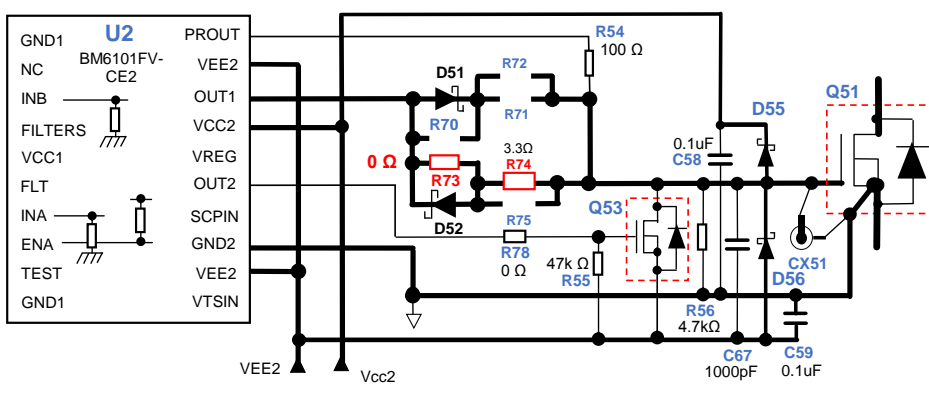 U2
BM6101FV-
CE2
GND1
NC
INB
FILTERS
VCC1
FLT
INA
ENA
TEST
GND1
PROUT
VEE2
OUT1
VCC2
VREG
OUT2
SCPIN
GND2
VEE2
VTSIN
R54
100 Ω
D51
R72
R71
R70
0 Ω
R73
3.3Ω
R74
D52
R75
R78
0 Ω
47k Ω
R55
Q53
0.1uF
C58
D55
Q51
CX51
D56
R56
4.7kΩ
C67
1000pF
C59
0.1uF
VEE2
Vcc2